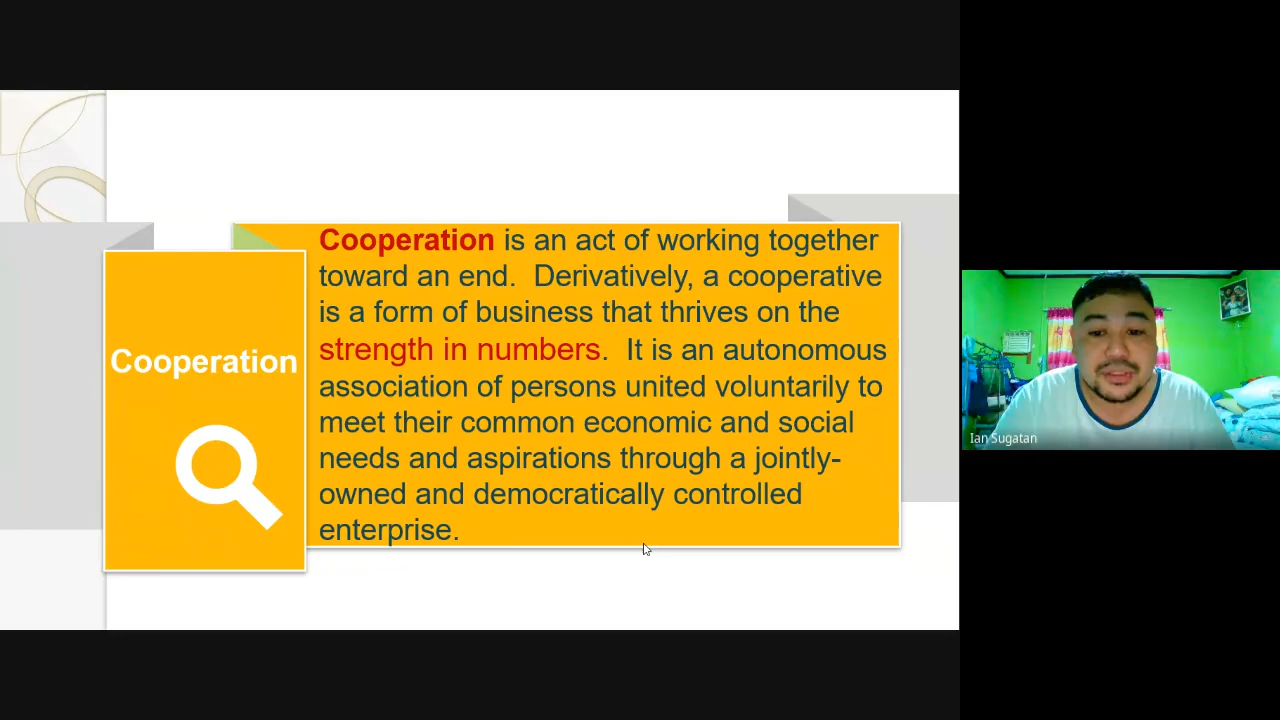 Cooperation
Cooperation is an act of working together
toward an end.  Derivatively, a cooperative
is a form of business that thrives on the
strength in numbers.  It is an autonomous
association of persons united voluntarily to
meet their common economic and social
needs and aspirations through a jointly-
owned and democratically controlled
enterprise.
Ian Sugatan